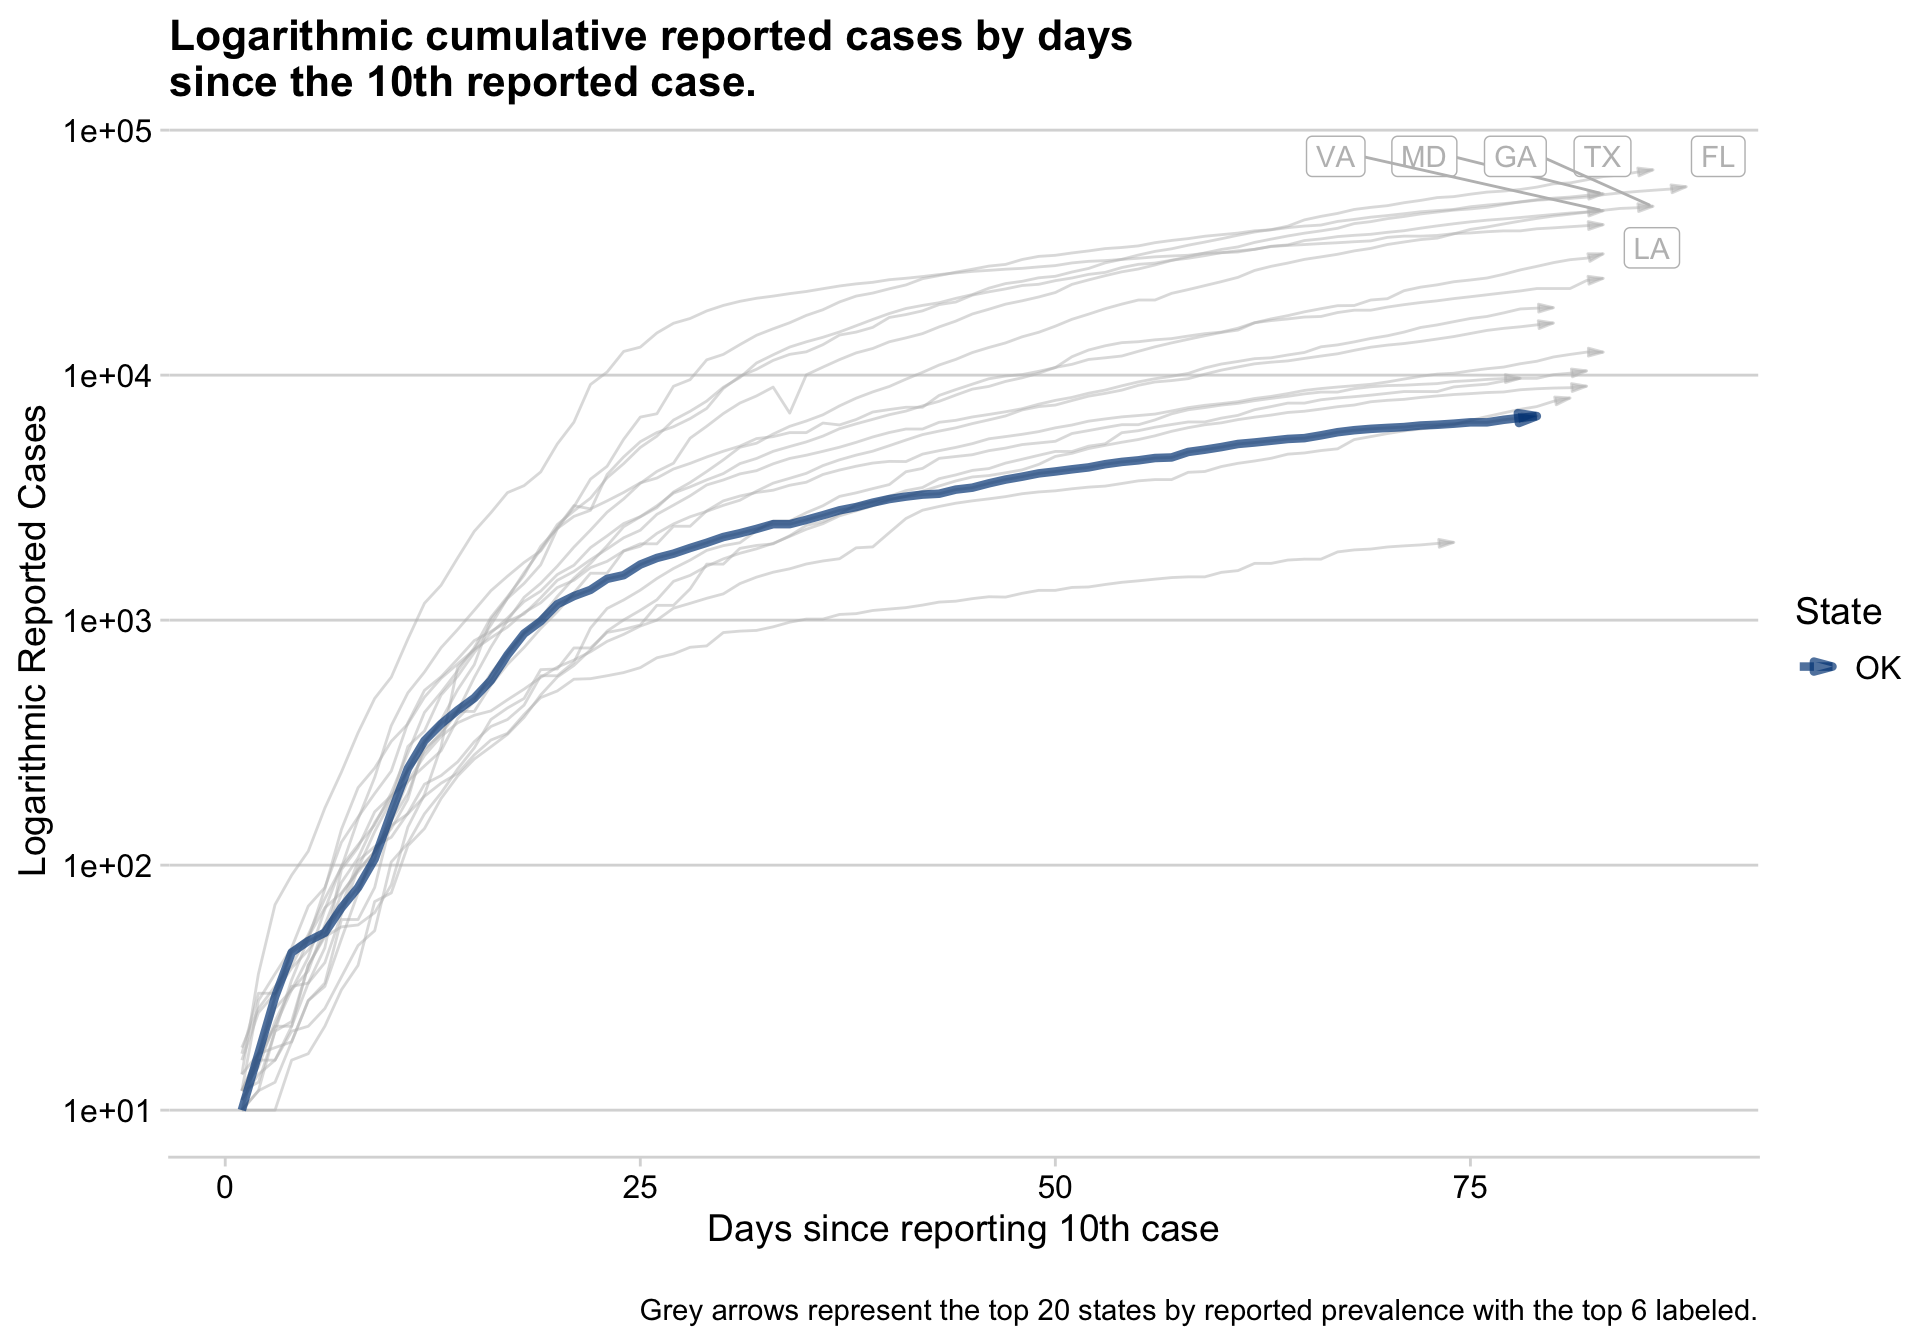 Logarithmic cumulative reported cases by days
since the 10th reported case.
1e+05
VA MD GA TX FL
LA
1e+04
1e+03
1e+02
1e+01
Logarithmic Reported Cases
State
OK
0 25 50 75
Days since reporting 10th case
Grey arrows represent the top 20 states by reported prevalence with the top 6 labeled.